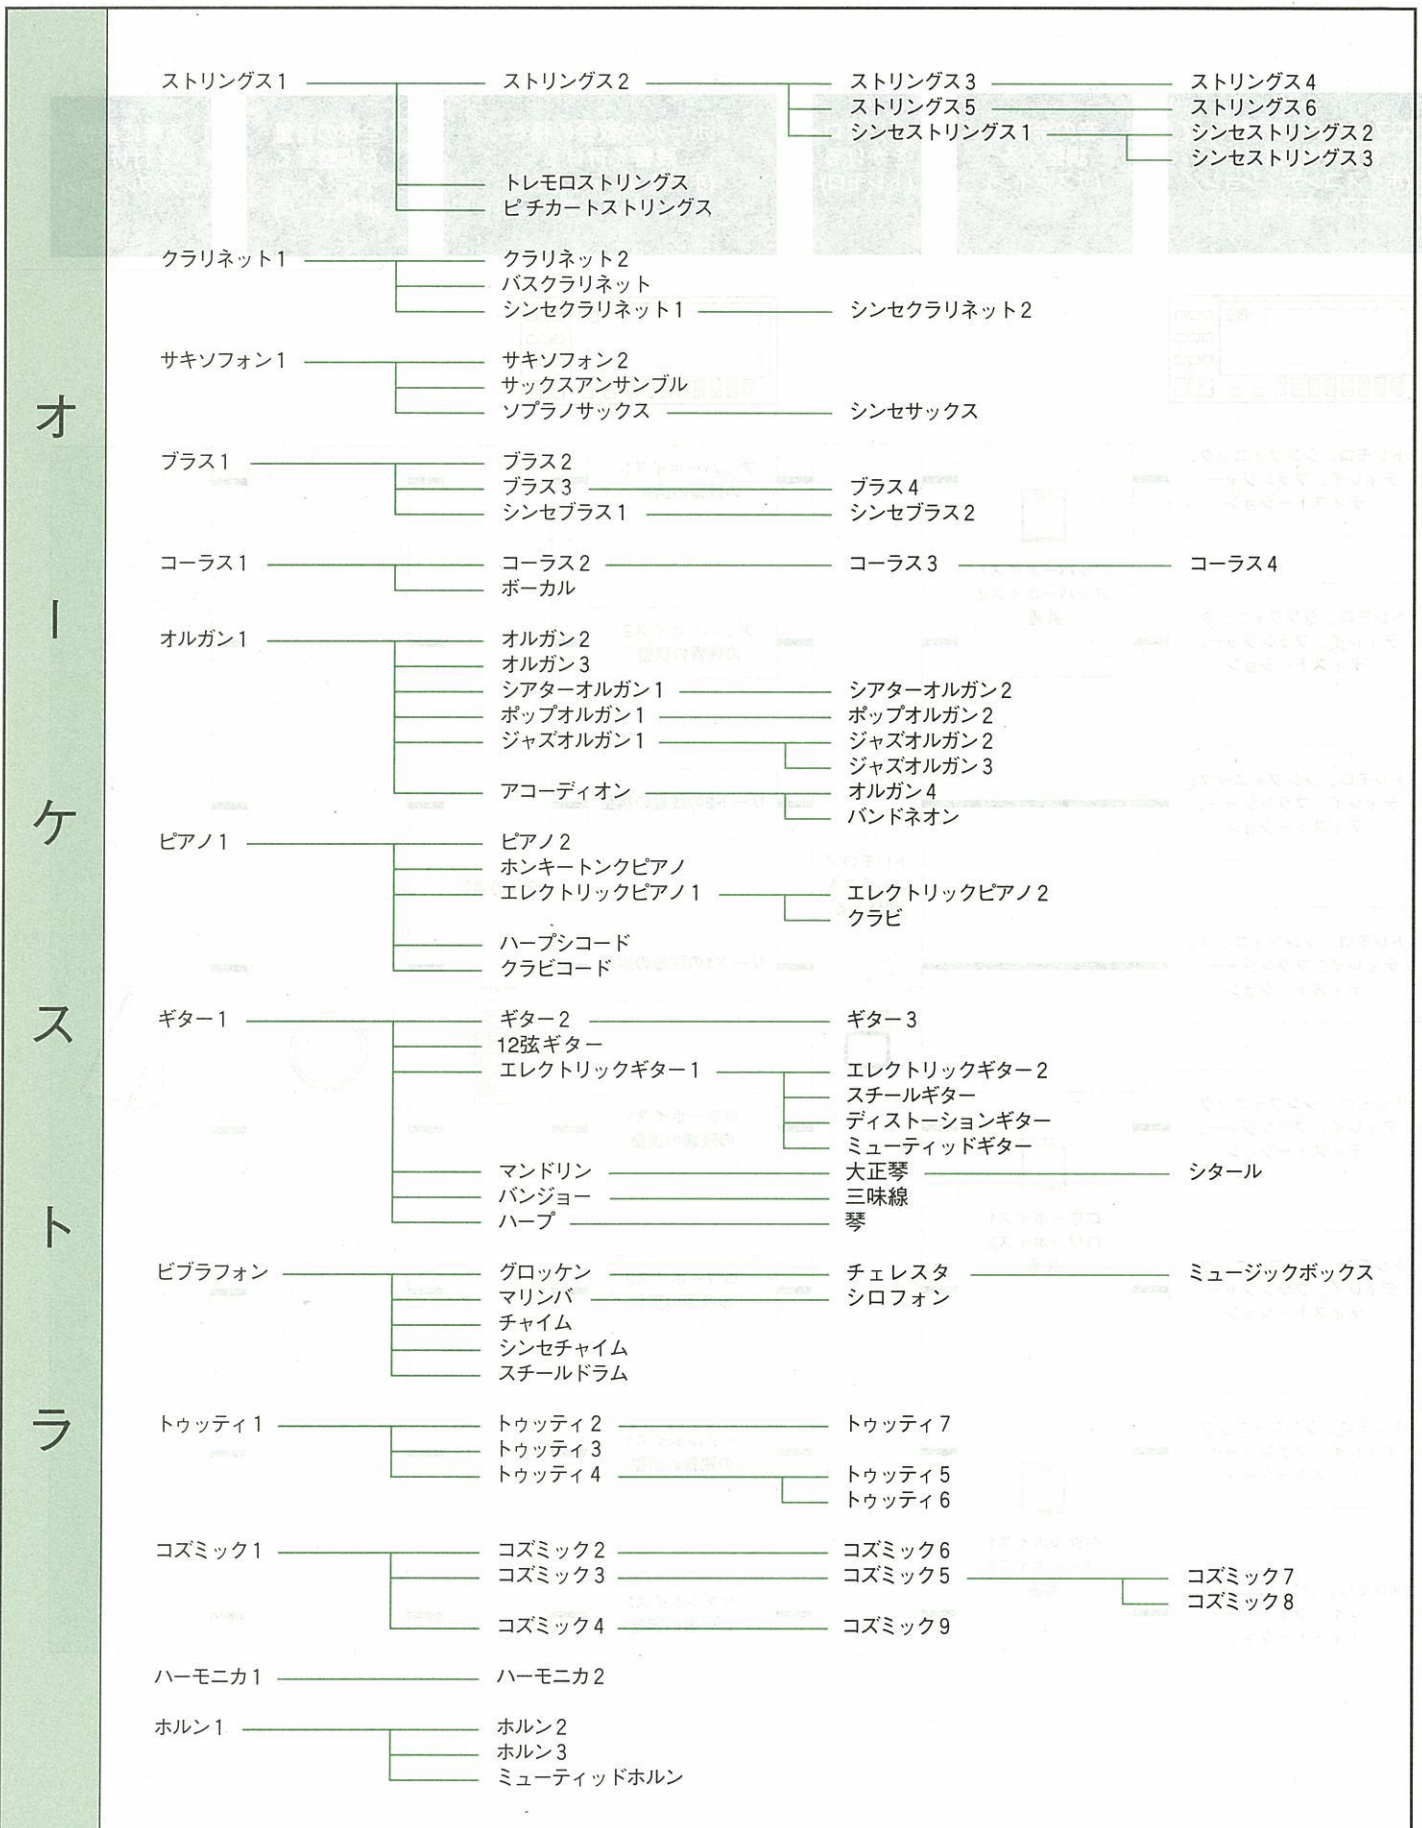 オーケストラ
ストリングス1 ストリングス2 ストリングス3 ストリングス4
ストリングス5 ストリングス6
シンセストリングス1 シンセストリングス2
シンセストリングス3
トレモロストリングス
ピチカートストリングス
クラリネット1 クラリネット2
バスクラリネット
シンセクラリネット1 シンセクラリネット2
サキソフォン1 サキソフォン2
サックスアンサンブル
ソプラノサックス シンセサックス
ブラス1 ブラス2
ブラス3 ブラス4
シンセブラス1 シンセブラス2
コーラス1 コーラス2 コーラス3 コーラス4
ボーカル
オルガン1 オルガン2
オルガン3
シアターオルガン1 シアターオルガン2
ポップオルガン1 ポップオルガン2
ジャズオルガン1 ジャズオルガン2
ジャズオルガン3
アコーディオン オルガン4
バンドネオン
ピアノ1 ピアノ2
ホンキートンクピアノ
エレクトリックピアノ1 エレクトリックピアノ2
クラビ
ハープシコード
クラビコード
ギター1 ギター2 ギター3
12弦ギター
エレクトリックギター1 エレクトリックギター2
スチールギター
ディストーションギター
ミューティッドギター
マンドリン 大正琴 シタール
バンジョー 三味線
ハープ 琴
ビブラフォン グロッケン チェレスタ ミュージックボックス
マリンバ シロフォン
チャイム
シンセチャイム
スチールドラム
トゥッティ1 トゥッティ2 トゥッティ7
トゥッティ3
トゥッティ4 トゥッティ5
トゥッティ6
コズミック1 コズミック2 コズミック6
コズミック3 コズミック5 コズミック7
コズミック8
コズミック4 コズミック9
ハーモニカ1 ハーモニカ2
ホルン1 ホルン2
ホルン3
ミューティッドホルン